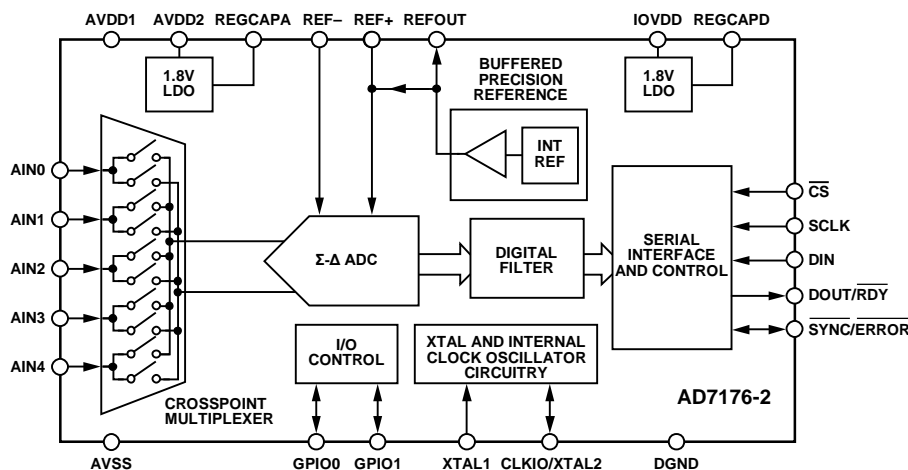 AVDD1 AVDD2 REGCAPA REF– REF+ REFOUT IOVDD REGCAPD
1.8V
LDO
BUFFERED
PRECISION
REFERENCE
1.8V
LDO
INT
REF
AIN0
AIN1
AIN2
AIN3
AIN4
CROSSPOINT
MULTIPLEXER
Σ-Δ ADC
DIGITAL
FILTER
SERIAL
INTERFACE
AND CONTROL
CS
SCLK
DIN
DOUT/RDY
SYNC/ERROR
I/O
CONTROL
XTAL AND INTERNAL
CLOCK OSCILLATOR
CIRCUITRY
AD7176-2
AVSS GPIO0 GPIO1 XTAL1 CLKIO/XTAL2 DGND